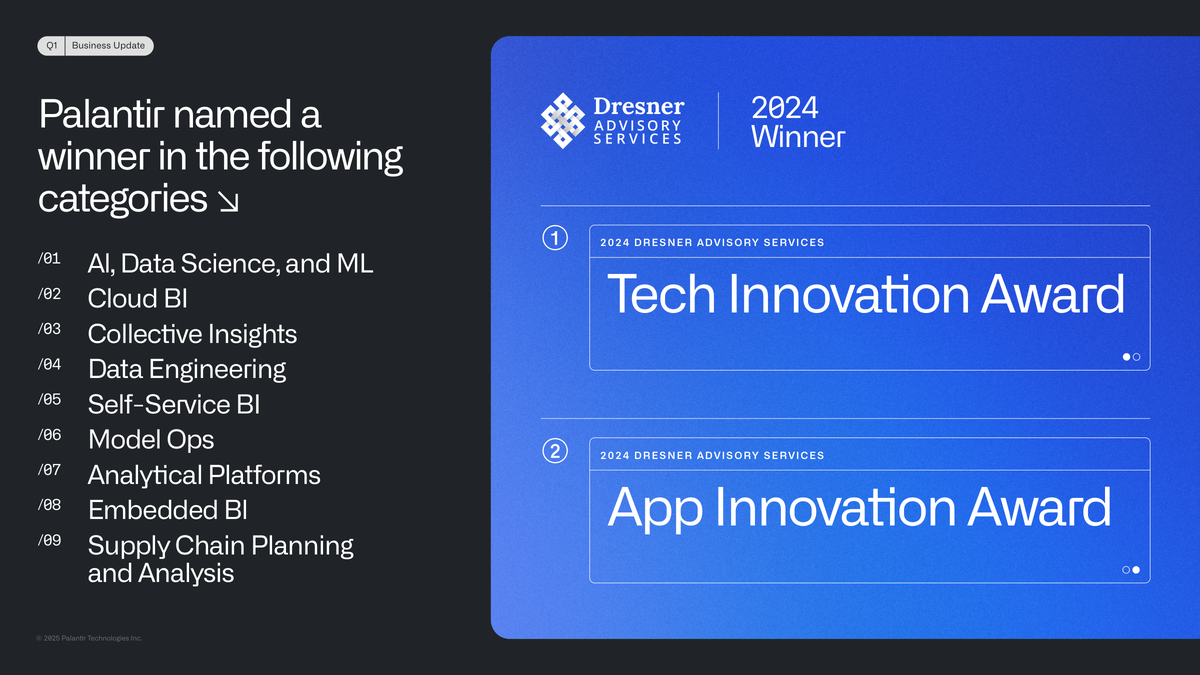 Q1 Business Update
Palantir named a
winner in the following
categories ↘
/01 AI, Data Science, and ML
/02 Cloud BI
/03 Collective Insights
/04 Data Engineering
/05 Self-Service BI
/06 Model Ops
/07 Analytical Platforms
/08 Embedded BI
/09 Supply Chain Planning
and Analysis
© 2025 Palantir Technologies Inc.
Dresner
ADVISORY
SERVICES
2024
Winner
1
2024 DRESNER ADVISORY SERVICES
Tech Innovation Award
2
2024 DRESNER ADVISORY SERVICES
App Innovation Award